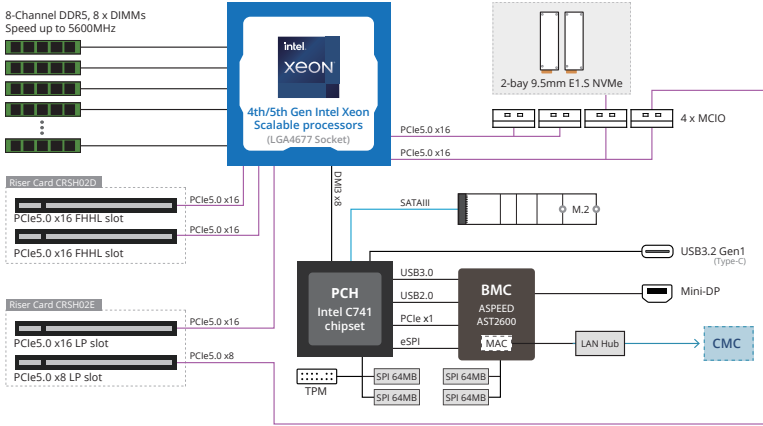 8-Channel DDR5, 8 x DIMMs
Speed up to 5600MHz
intel.
xeon
4th/5th Gen Intel Xeon
Scalable processors
(LGA4677 Socket)
2-bay 9.5mm E1.S NVMe
4 x MCIO
PCIe5.0 x16
PCIe5.0 x16
Riser Card CRSH02D
PCIe5.0 x16
PCIe5.0 x16 FHHL slot
PCIe5.0 x16
PCIe5.0 x16 FHHL slot
DMI3 x8
SATAIII
M.2
USB3.2 Gen1
(Type-C)
PCH
Intel C741
chipset
USB3.0
USB2.0
PCIe x1
eSPI
BMC
ASPEED
AST2600
MAC
Mini-DP
LAN Hub
CMC
Riser Card CRSH02E
PCIe5.0 x16
PCIe5.0 x16 LP slot
PCIe5.0 x8
PCIe5.0 x8 LP slot
TPM
SPI 64MB
SPI 64MB
SPI 64MB
SPI 64MB